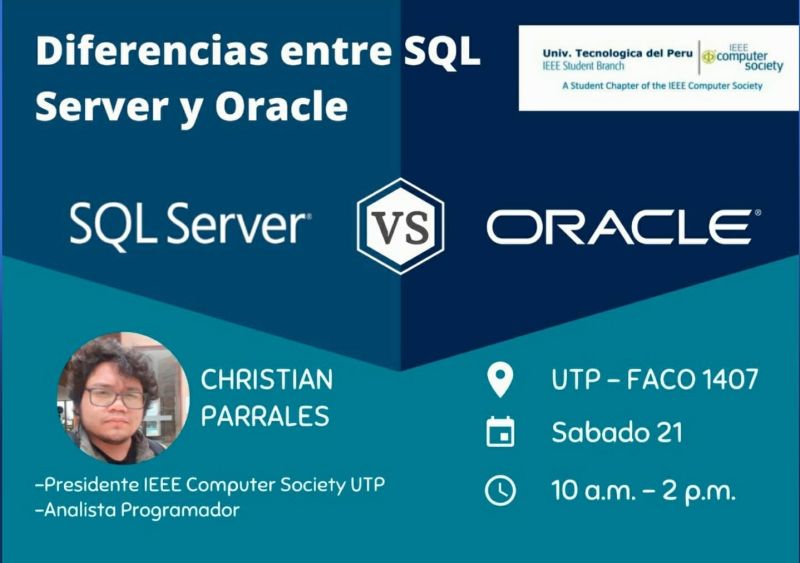 Diferencias entre SQL
Server y Oracle
Univ. Tecnologica del Peru
IEEE Student Branch
IEEE
computer
society
A Student Chapter of the IEEE Computer Society
SQL Server®
VS
ORACLE®
CHRISTIAN
PARRALES
-Presidente IEEE Computer Society UTP
-Analista Programador
UTP - FACO 1407
Sabado 21
10 a.m. - 2 p.m.